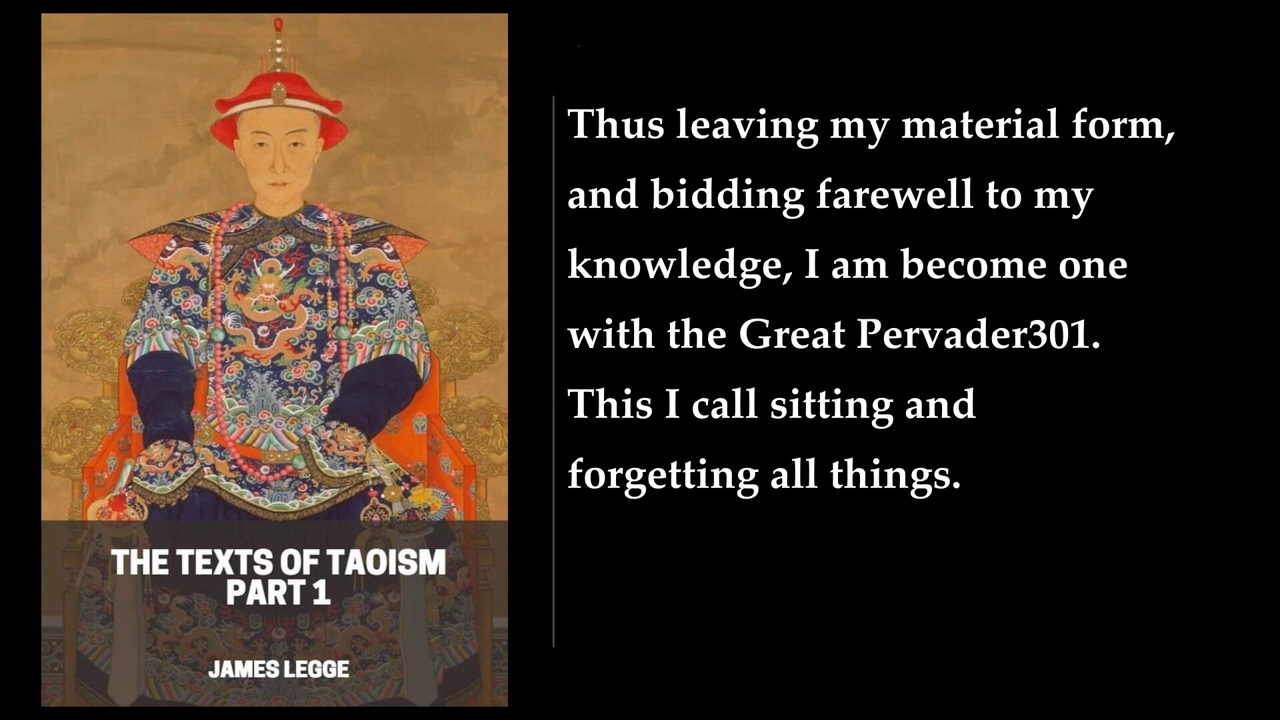 THE TEXTS OF TAOISM
PART 1
JAMES LEGGE
Thus leaving my material form,
and bidding farewell to my
knowledge, I am become one
with the Great Pervader301.
This I call sitting and
forgetting all things.